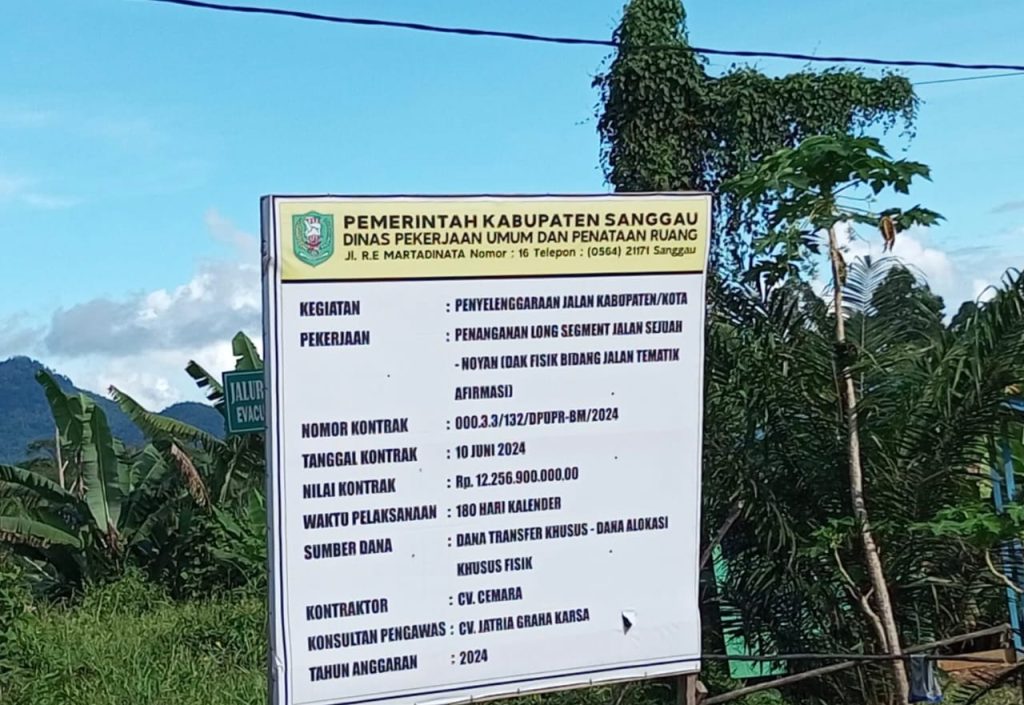 PEMERINTAH KABUPATEN SANGGAU
DINAS PEKERJAAN UMUM DAN PENATAAN RUANG
Jl. R.E MARTADINATA Nomor : 16 Telepon : (0564) 21171 Sanggau
KEGIATAN : PENYELENGGARAAN JALAN KABUPATEN/KOTA
PEKERJAAN : PENANGANAN LONG SEGMENT JALAN SEJUAH
- NOYAN (DAK FISIK BIDANG JALAN TEMATIK
AFIRMASI)
NOMOR KONTRAK : 000.3.3/132/DPUPR-BM/2024
TANGGAL KONTRAK : 10 JUNI 2024
NILAI KONTRAK : Rp. 12.256.900.000.00
WAKTU PELAKSANAAN : 180 HARI KALENDER
SUMBER DANA : DANA TRANSFER KHUSUS - DANA ALOKASI
KHUSUS FISIK
KONTRAKTOR : CV. CEMARA
KONSULTAN PENGAWAS : CV. JATRIA GRAHA KARSA
TAHUN ANGGARAN : 2024
JALUR
EVACU